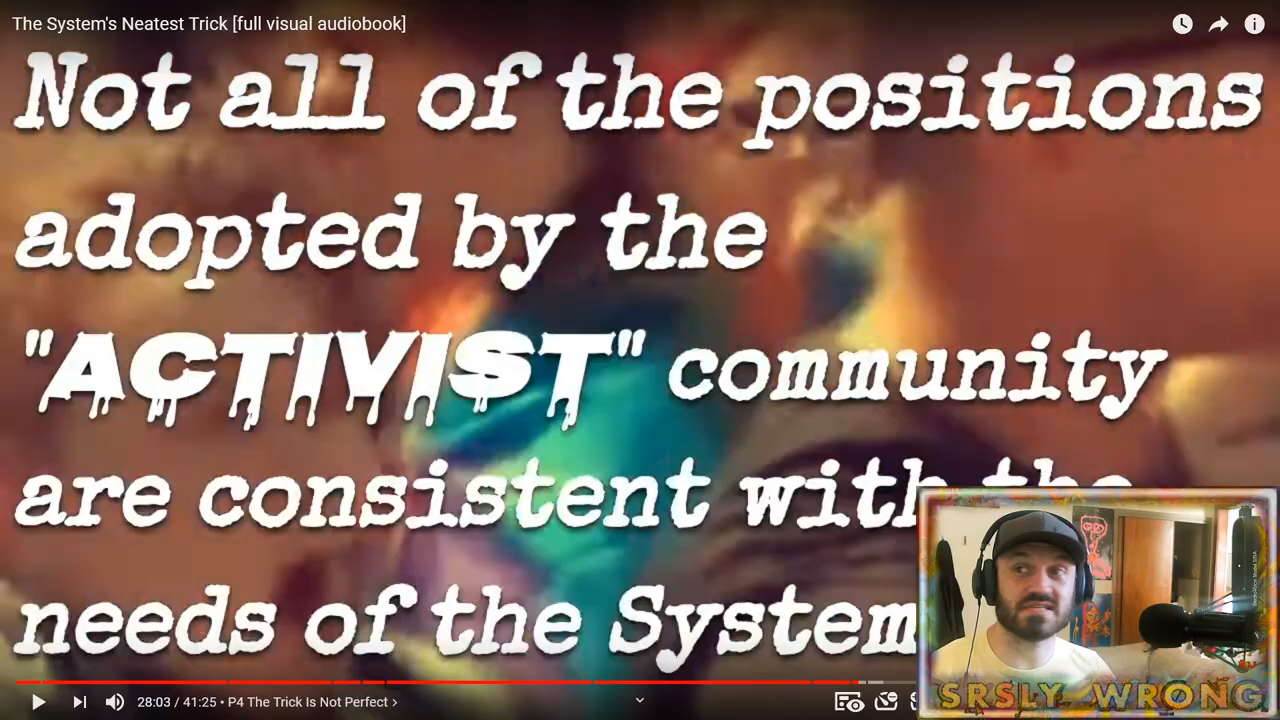 The System's Neatest Trick [full visual audiobook]
Not all of the positions
adopted by the
"ACTIVIST" community
are consistent with the
needs of the System
28:03 / 41:25 • P4 The Trick Is Not Perfect ›
SRSLY WRONG